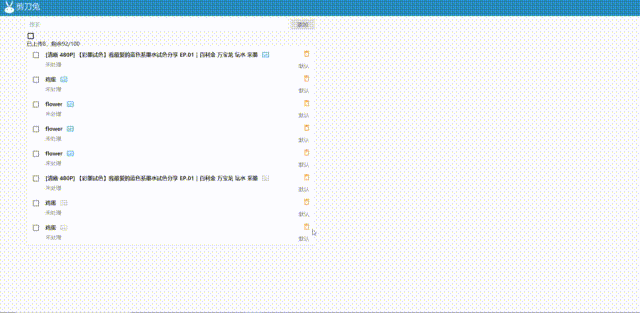 剪刀兔
搜索
添加
已上传8，剩余92/100
[清晰 480P] 【彩墨试色】我最爱的蓝色系墨水试色分享 EP.01 | 百利金 万宝龙 玩水 采墨
未处理
默认
鸡蛋
未处理
默认
flower
未处理
默认
flower
未处理
默认
flower
未处理
默认
[清晰 480P] 【彩墨试色】我最爱的蓝色系墨水试色分享 EP.01 | 百利金 万宝龙 玩水 采墨
未处理
默认
鸡蛋
未处理
默认
鸡蛋
未处理
默认